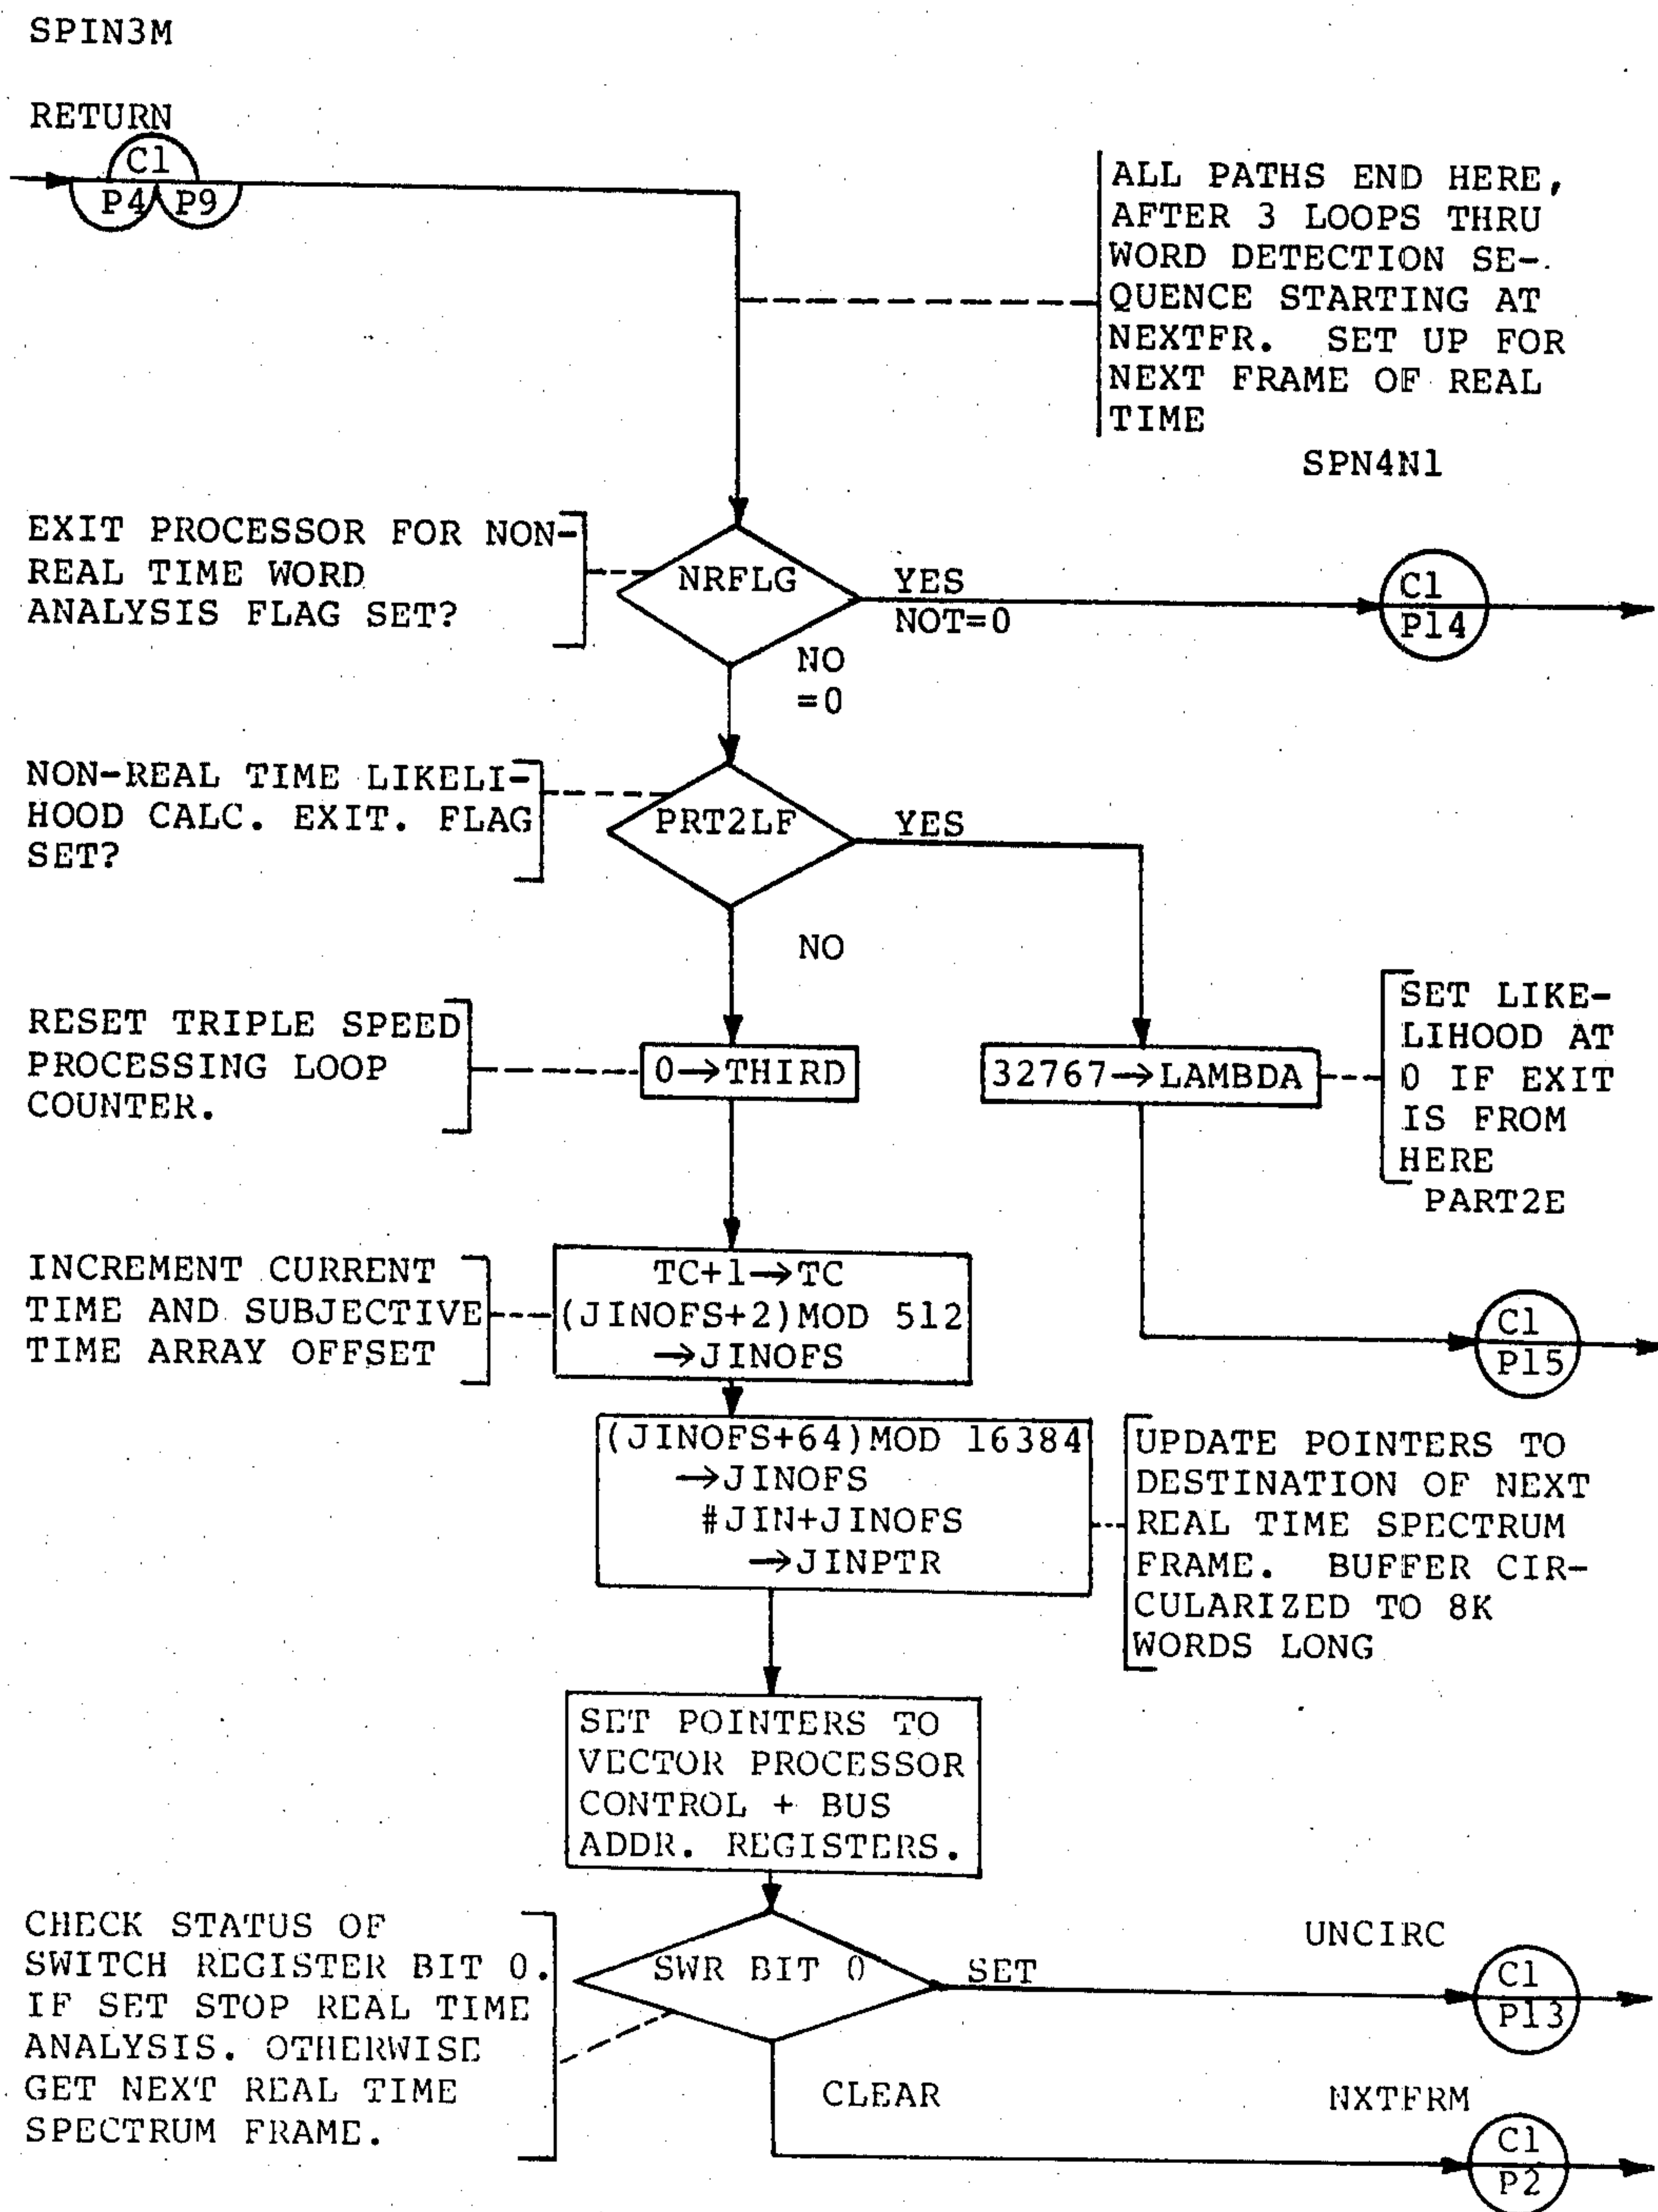 SPIN3M
RETURN
C1
P4 P9
ALL PATHS END HERE,
AFTER 3 LOOPS THRU
WORD DETECTION SE-
QUENCE STARTING AT
NEXTFR. SET UP FOR
NEXT FRAME OF REAL
TIME
SPN4N1
EXIT PROCESSOR FOR NON-
REAL TIME WORD
ANALYSIS FLAG SET?
NRFLG
YES
NOT=0
C1
P14
NO
=0
NON-REAL TIME LIKELI-
HOOD CALC. EXIT. FLAG
SET?
PRT2LF
YES
NO
RESET TRIPLE SPEED
PROCESSING LOOP
COUNTER.
0→THIRD
32767→LAMBDA
SET LIKE-
LIHOOD AT
0 IF EXIT
IS FROM
HERE
PART2E
INCREMENT CURRENT
TIME AND SUBJECTIVE
TIME ARRAY OFFSET
TC+1→TC
(JINOFS+2)MOD 512
→JINOFS
C1
P15
(JINOFS+64)MOD 16384
→JINOFS
#JIN+JINOFS
→JINPTR
UPDATE POINTERS TO
DESTINATION OF NEXT
REAL TIME SPECTRUM
FRAME. BUFFER CIR-
CULARIZED TO 8K
WORDS LONG
SET POINTERS TO
VECTOR PROCESSOR
CONTROL + BUS
ADDR. REGISTERS.
CHECK STATUS OF
SWITCH REGISTER BIT 0.
IF SET STOP REAL TIME
ANALYSIS. OTHERWISE
GET NEXT REAL TIME
SPECTRUM FRAME.
SWR BIT 0
SET
UNCIRC
C1
P13
CLEAR
NXTFRM
C1
P2